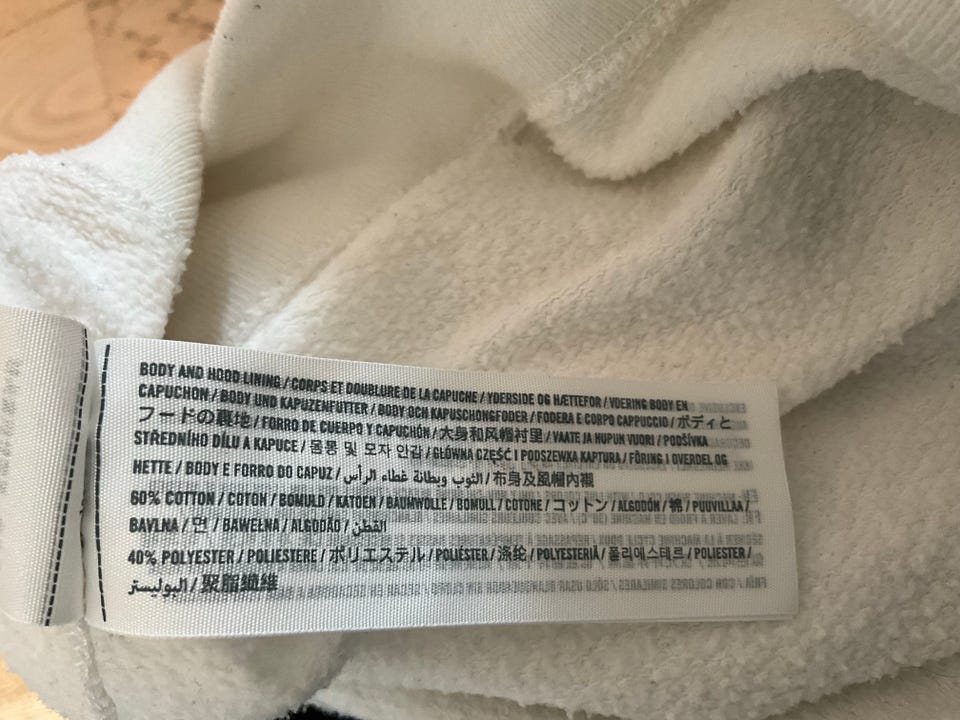 BODY AND HOOD LINING / CORPS ET DOUBLURE DE LA CAPUCHE / YDERSIDE OG HÆTTEFOR / VOERING BODY EN
CAPUCHON / BODY UND KAPUZENFUTTER / BODY OCH KAPUSCHONGFODER / FODERA E CORPO CAPPUCCIO / ボディと
フードの裏地 / FORRO DE CUERPO Y CAPUCHÓN / 大身和风帽衬里 / VAATE JA HUPUN VUORI / PODŠÍVKA
STŘEDNÍHO DÍLU A KAPUCE / 몸통 및 모자 안감 / GŁÓWNA CZĘŚĆ I PODSZEWKA KAPTURA / FÔRING I OVERDEL OG
HETTE / BODY E FORRO DO CAPUZ / الثوب وبطانة غطاء الرأس / 布身及風帽內襯
60% COTTON / COTON / BOMULD / KATOEN / BAUMWOLLE / BOMULL / COTONE / コットン / ALGODÓN / 棉 / PUUVILLAA /
BAVLNA / 면 / BAWEŁNA / ALGODÃO / القطن
40% POLYESTER / POLIESTERE / ポリエステル / POLIÉSTER / 涤纶 / POLYESTERIÄ / 폴리에스테르 / POLIESTER /
البوليستر / 聚脂纖維